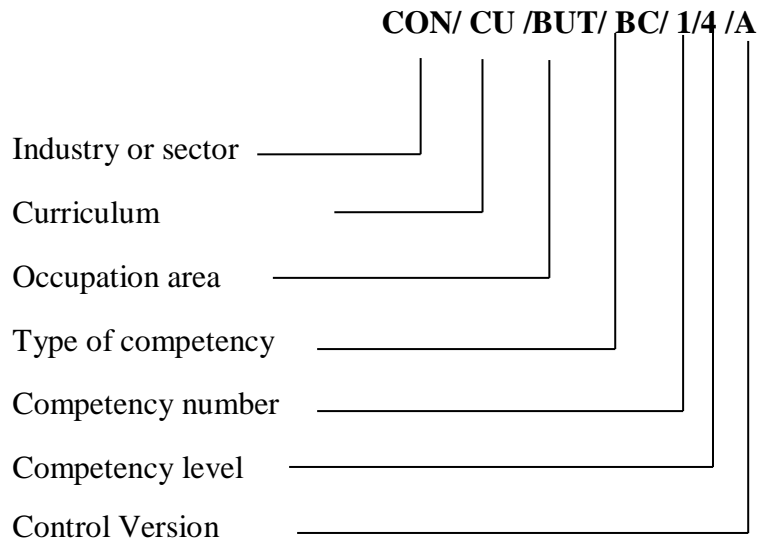 CON/ CU /BUT/ BC/ 1/4 /A
Industry or sector
Curriculum
Occupation area
Type of competency
Competency number
Competency level
Control Version